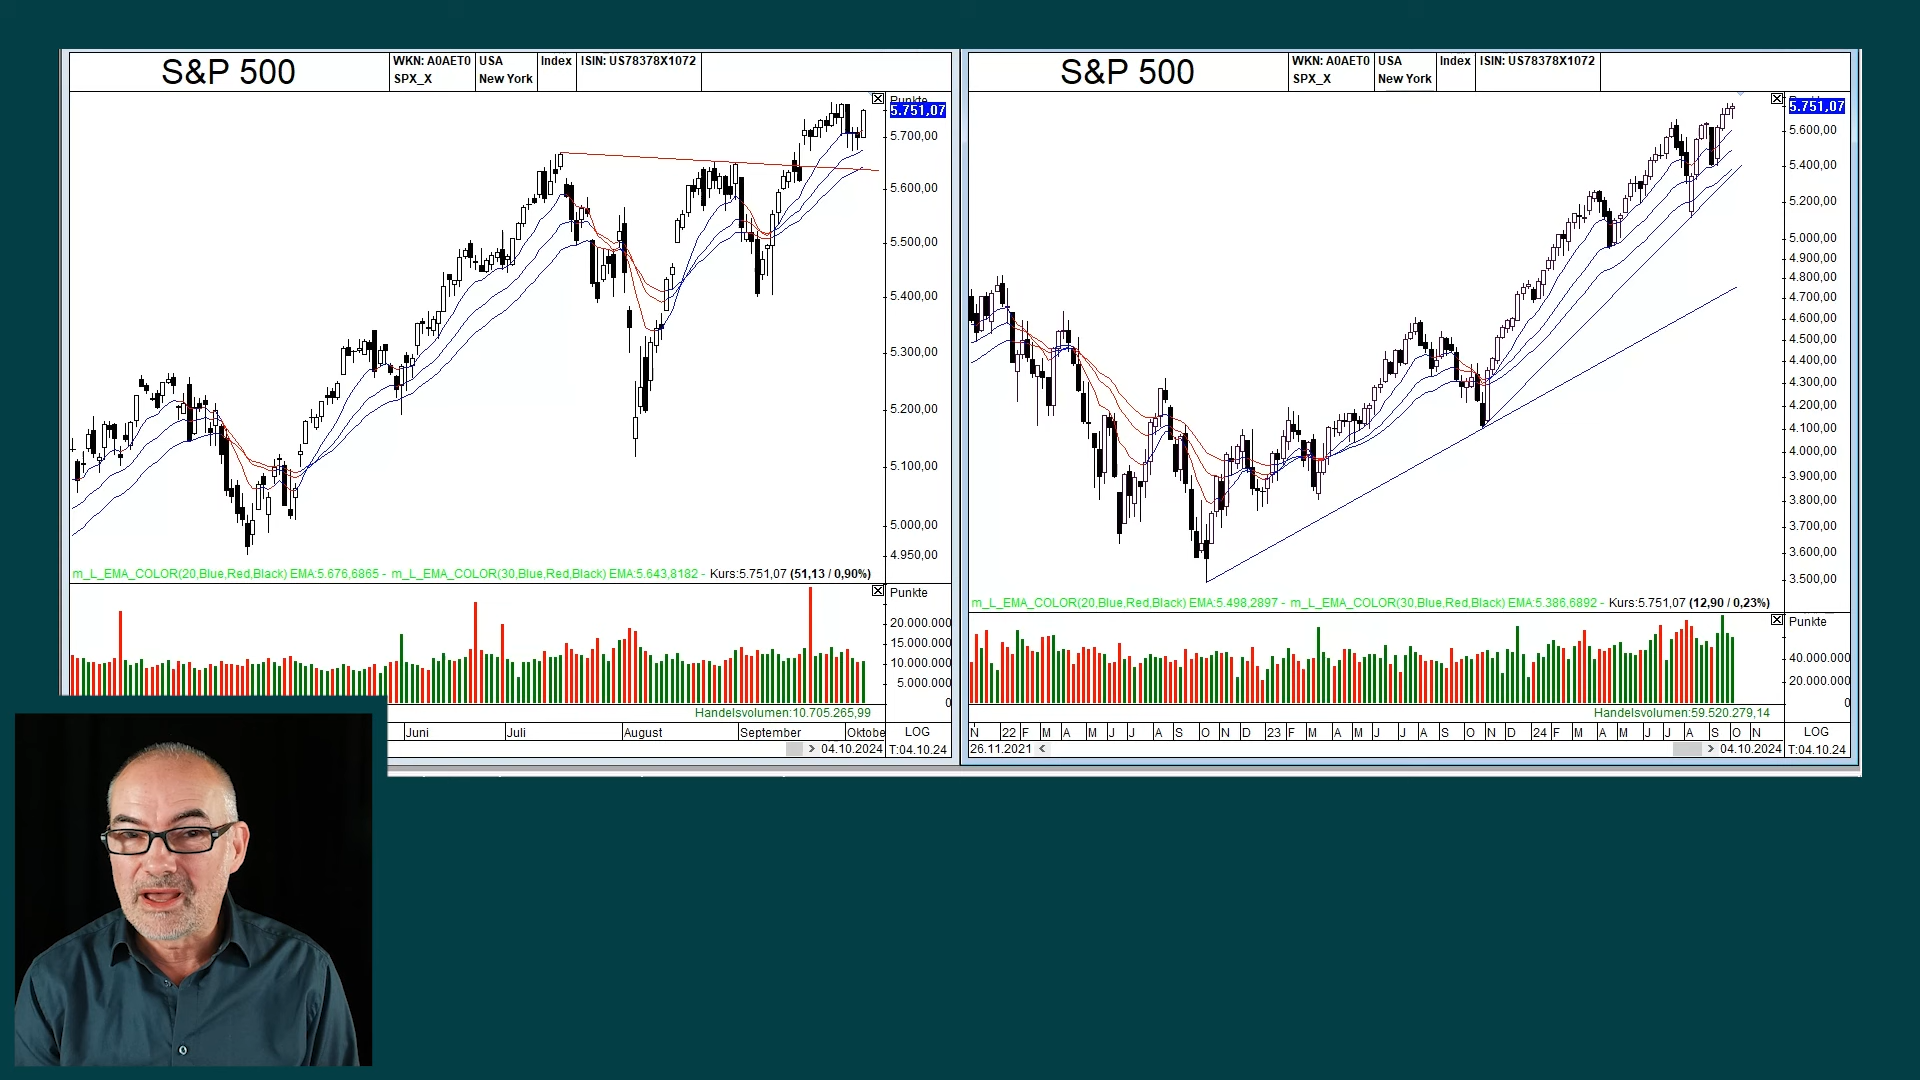 S&P 500
WKN: A0AET0 USA Index ISIN: US78378X1072
SPX_X New York
Punkte
5.751,07
5.700,00
5.600,00
5.500,00
5.400,00
5.300,00
5.200,00
5.100,00
5.000,00
4.950,00
m_L_EMA_COLOR(20,Blue,Red,Black) EMA:5.676,6865 - m_L_EMA_COLOR(30,Blue,Red,Black) EMA:5.643,8182 - Kurs:5.751,07 (51,13 / 0,90%)
Punkte
20.000.000
15.000.000
10.000.000
5.000.000
0
Handelsvolumen:10.705.265,99
Juni Juli August September Oktobe LOG
> 04.10.2024 T:04.10.24
S&P 500
WKN: A0AET0 USA Index ISIN: US78378X1072
SPX_X New York
5.751,07
5.600,00
5.400,00
5.200,00
5.000,00
4.900,00
4.800,00
4.700,00
4.600,00
4.500,00
4.400,00
4.300,00
4.200,00
4.100,00
4.000,00
3.900,00
3.800,00
3.700,00
3.600,00
3.500,00
m_L_EMA_COLOR(20,Blue,Red,Black) EMA:5.498,2897 - m_L_EMA_COLOR(30,Blue,Red,Black) EMA:5.386,6892 - Kurs:5.751,07 (12,90 / 0,23%)
Punkte
40.000.000
20.000.000
0
Handelsvolumen:59.520.279,14
N 22 F M A M J J A S O N D 23 F M A M J J A S O N D 24 F M A M J J A S O N LOG
26.11.2021 < > 04.10.2024 T:04.10.24